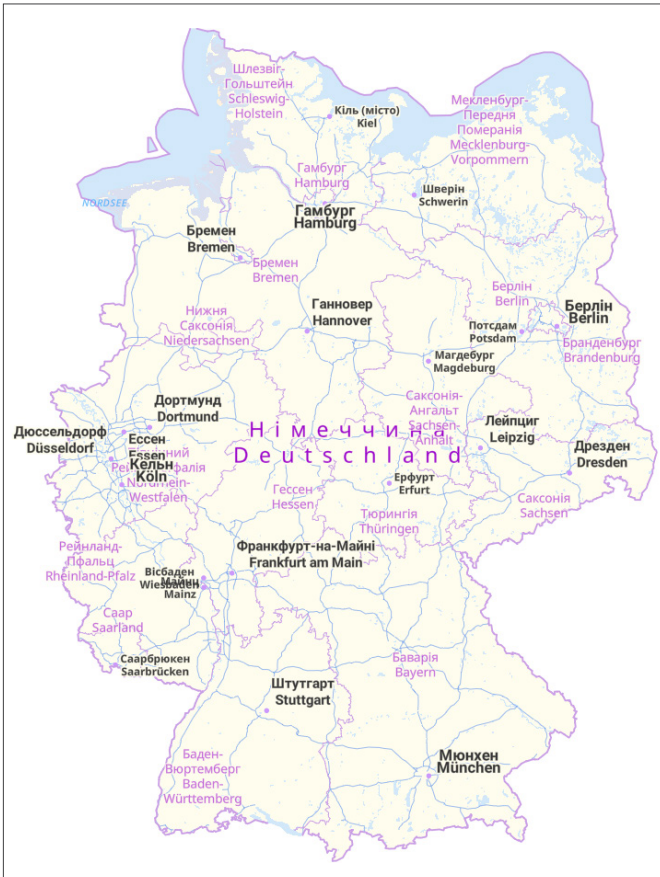 Шлезвіг-
Гольштейн
Schleswig-
Holstein
Кіль (місто)
Kiel
Мекленбург-
Передня
Померанія
Mecklenburg-
Vorpommern
Гамбург
Hamburg
Шверін
Schwerin
NORDSEE
Гамбург
Hamburg
Бремен
Bremen
Бремен
Bremen
Берлін
Berlin
Ганновер
Hannover
Берлін
Berlin
Нижня
Саксонія
Niedersachsen
Потсдам
Potsdam
Бранденбург
Brandenburg
Магдебург
Magdeburg
Дортмунд
Dortmund
Саксонія-
Ангальт
Sachsen-
Anhalt
Дюссельдорф
Düsseldorf
Ессен
Essen
Німеччина
Deutschland
Лейпциг
Leipzig
Кельн
Köln
Nordrhein-
Westfalen
Дрезден
Dresden
Ерфурт
Erfurt
Гессен
Hessen
Саксонія
Sachsen
Тюрингія
Thüringen
Рейнланд-
Пфальц
Rheinland-Pfalz
Франкфурт-на-Майні
Frankfurt am Main
Вісбаден
Wiesbaden
Майнц
Mainz
Саар
Saarland
Саарбрюкен
Saarbrücken
Баварія
Bayern
Штутгарт
Stuttgart
Мюнхен
München
Баден-
Вюртемберг
Baden-
Württemberg